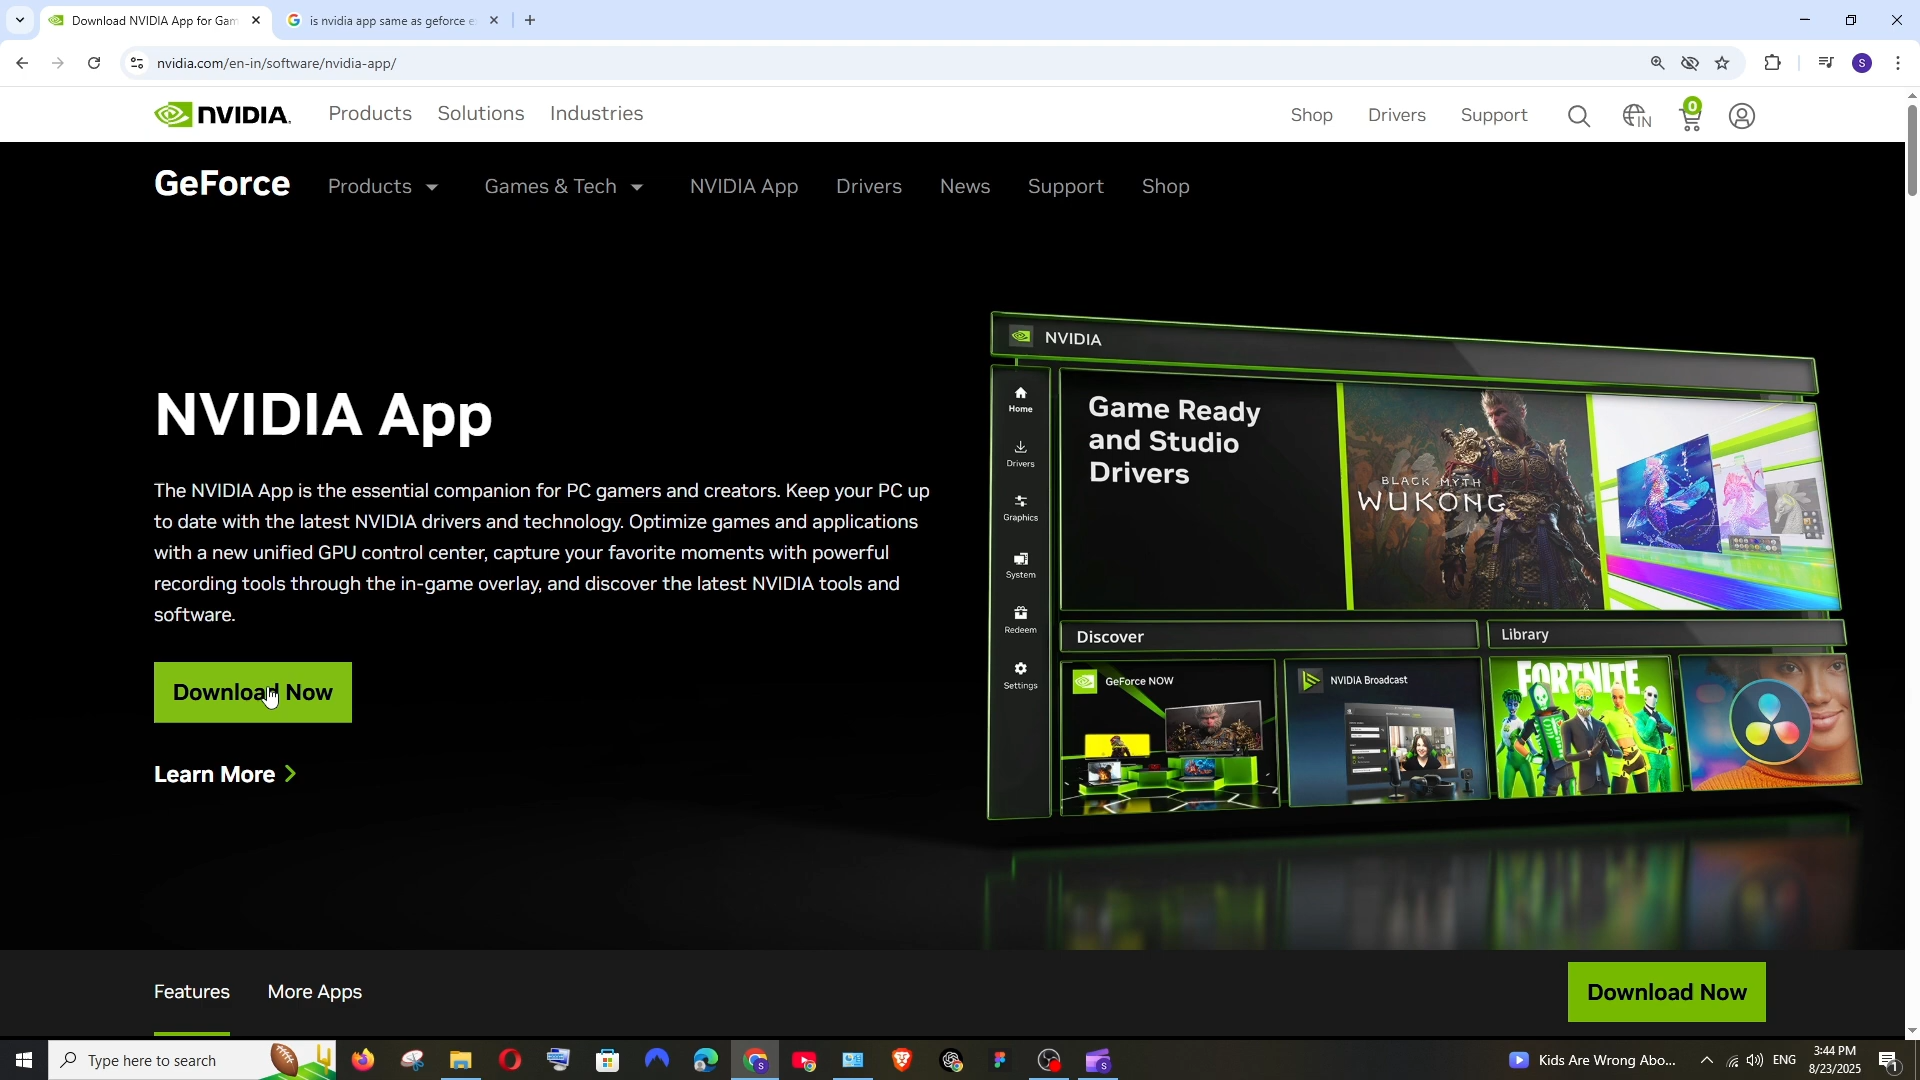 Download NVIDIA App for Gam
is nvidia app same as geforce e
nvidia.com/en-in/software/nvidia-app/
S
NVIDIA.
Products
Solutions
Industries
Shop
Drivers
Support
IN
0
GeForce
Products
Games & Tech
NVIDIA App
Drivers
News
Support
Shop
NVIDIA App
The NVIDIA App is the essential companion for PC gamers and creators. Keep your PC up
to date with the latest NVIDIA drivers and technology. Optimize games and applications
with a new unified GPU control center, capture your favorite moments with powerful
recording tools through the in-game overlay, and discover the latest NVIDIA tools and
software.
Download Now
Learn More
NVIDIA
Home
Drivers
Graphics
System
Redeem
Settings
Game Ready
and Studio
Drivers
BLACK MYTH
WUKONG
Discover
Library
GeForce NOW
NVIDIA Broadcast
FORTNITE
Features
More Apps
Download Now
Type here to search
Kids Are Wrong Abo...
ENG
3:44 PM
8/23/2025
1